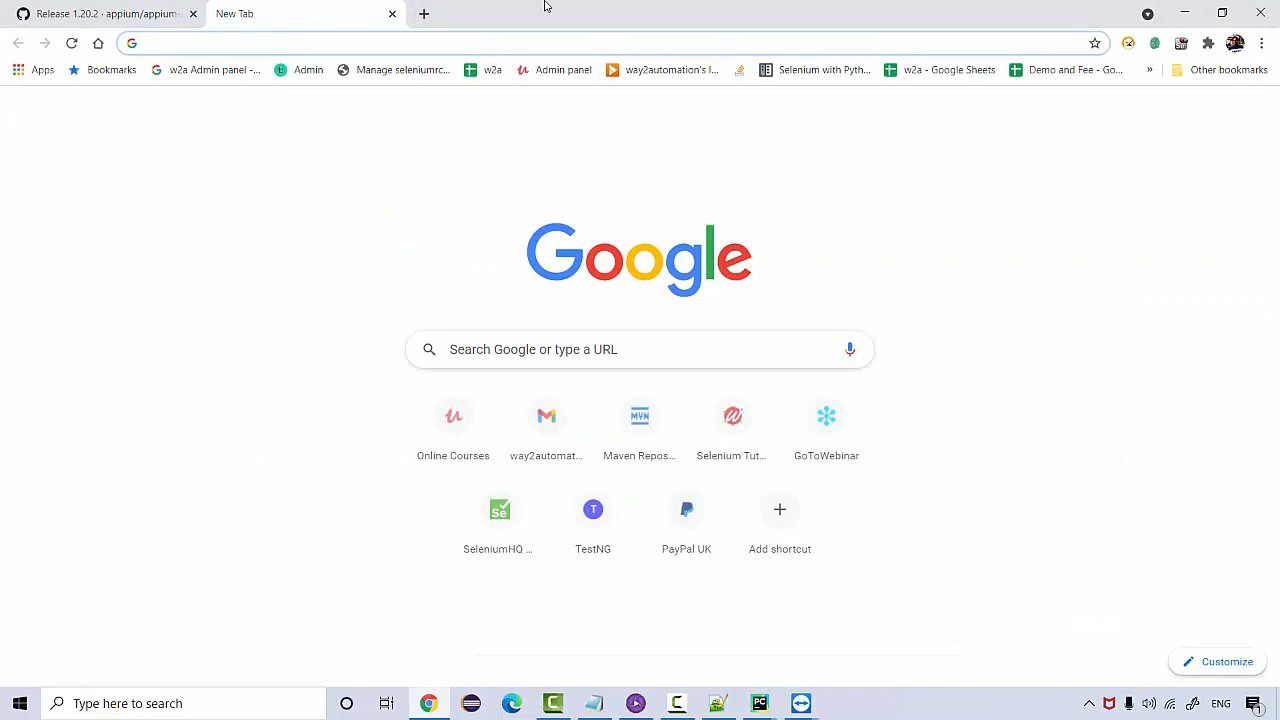 Release 1.20.2 · appium/appium-
New Tab
Apps
Bookmarks
w2a Admin panel -...
Admin
Manage seleniumrc...
w2a
Admin panel
way2automation's I...
Selenium with Pyth...
w2a - Google Sheets
Demo and Fee - Go...
»
Other bookmarks
Google
Search Google or type a URL
Online Courses
way2automat...
Maven Repos...
Selenium Tut...
GoToWebinar
SeleniumHQ ...
TestNG
PayPal UK
Add shortcut
Customize
Type here to search
ENG